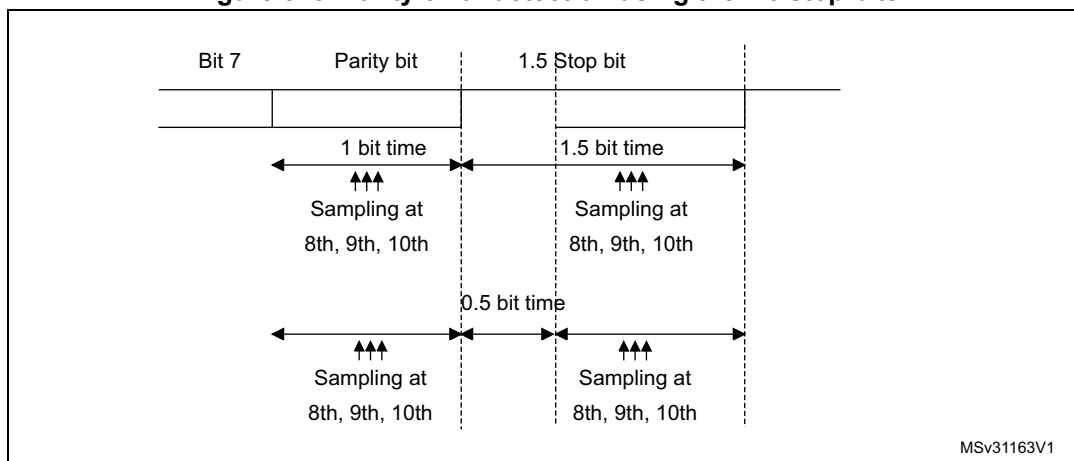 Bit 7 Parity bit 1.5 Stop bit
1 bit time 1.5 bit time
Sampling at Sampling at
8th, 9th, 10th 8th, 9th, 10th
0.5 bit time
Sampling at Sampling at
8th, 9th, 10th 8th, 9th, 10th
MSv31163V1